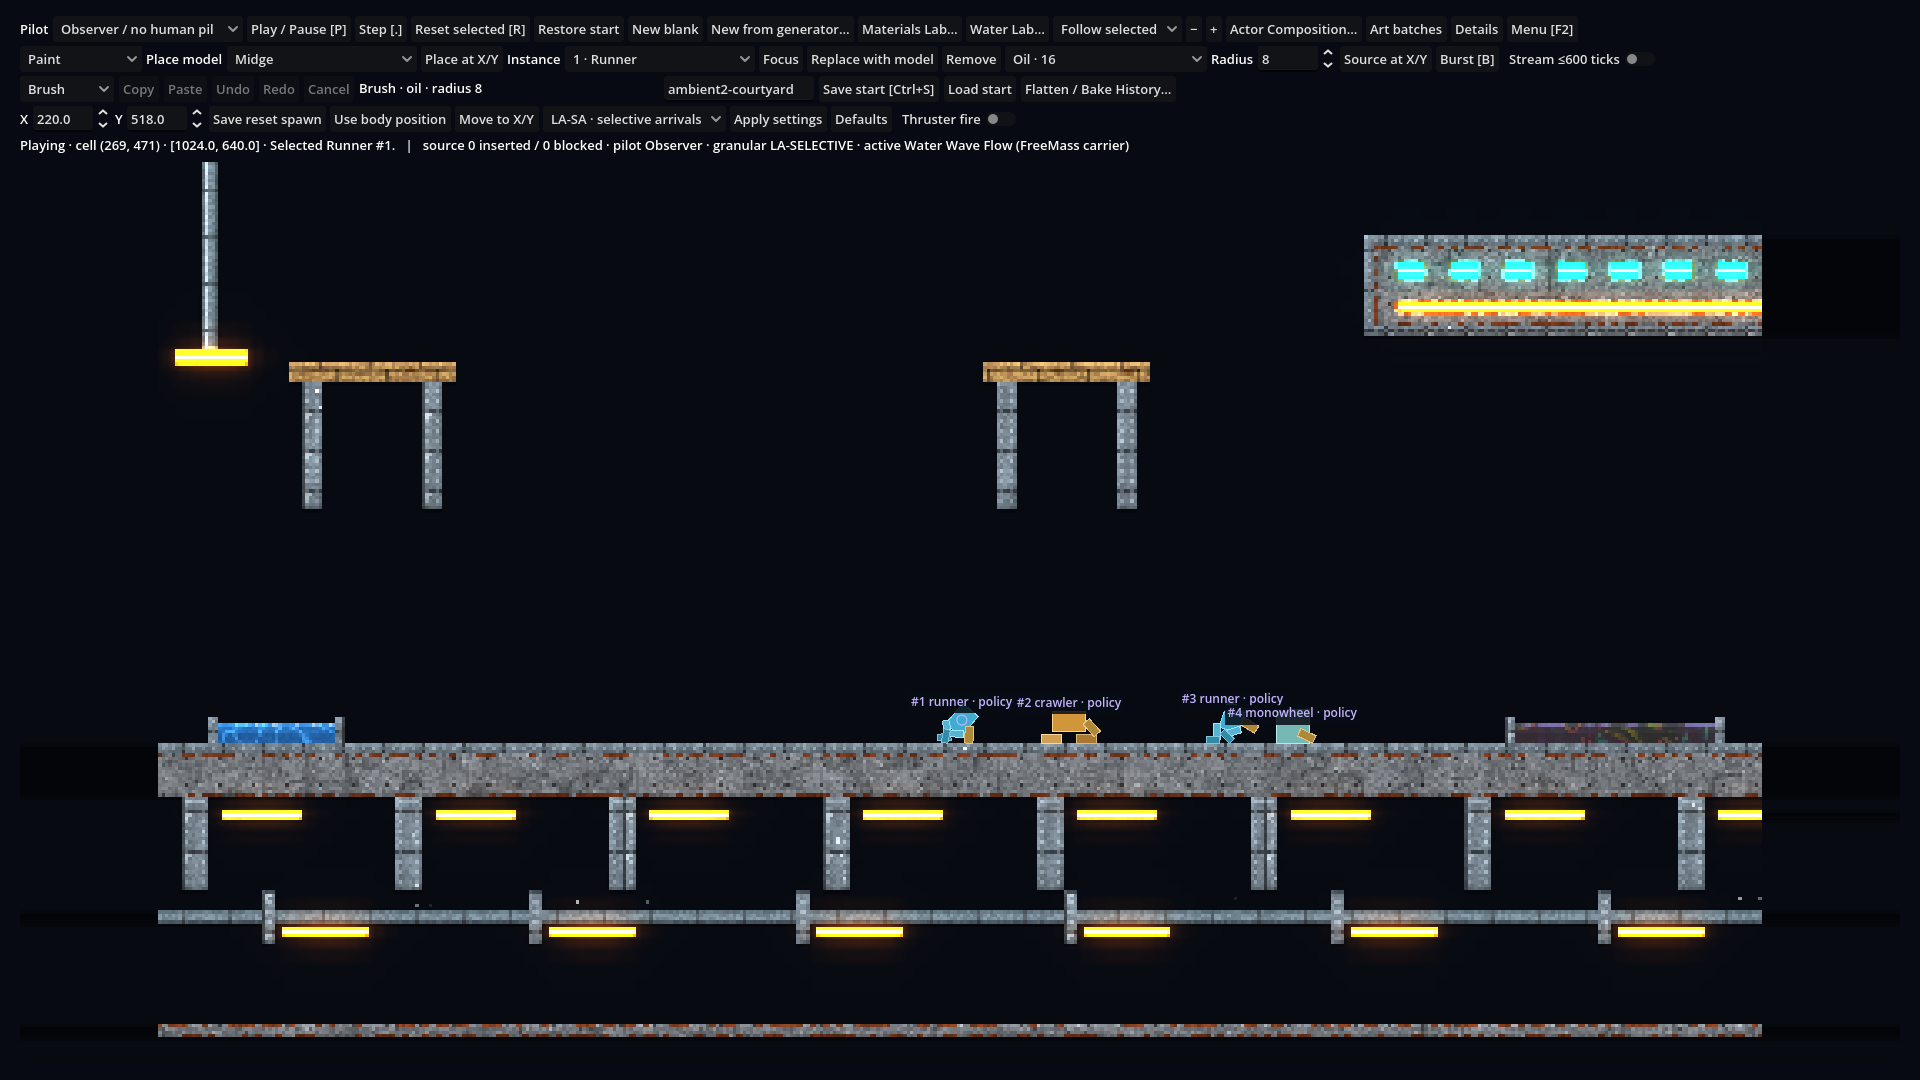 Pilot Observer / no human pil Play / Pause [P] Step [.] Reset selected [R] Restore start New blank New from generator... Materials Lab... Water Lab... Follow selected − + Actor Composition... Art batches Details Menu [F2]
Paint Place model Midge Place at X/Y Instance 1 · Runner Focus Replace with model Remove Oil · 16 Radius 8 Source at X/Y Burst [B] Stream ≤600 ticks
Brush Copy Paste Undo Redo Cancel Brush · oil · radius 8 ambient2-courtyard Save start [Ctrl+S] Load start Flatten / Bake History...
X 220.0 Y 518.0 Save reset spawn Use body position Move to X/Y LA-SA · selective arrivals Apply settings Defaults Thruster fire
Playing · cell (269, 471) · [1024.0, 640.0] · Selected Runner #1. | source 0 inserted / 0 blocked · pilot Observer · granular LA-SELECTIVE · active Water Wave Flow (FreeMass carrier)
#1 runner · policy #2 crawler · policy #3 runner · policy
#4 monowheel · policy